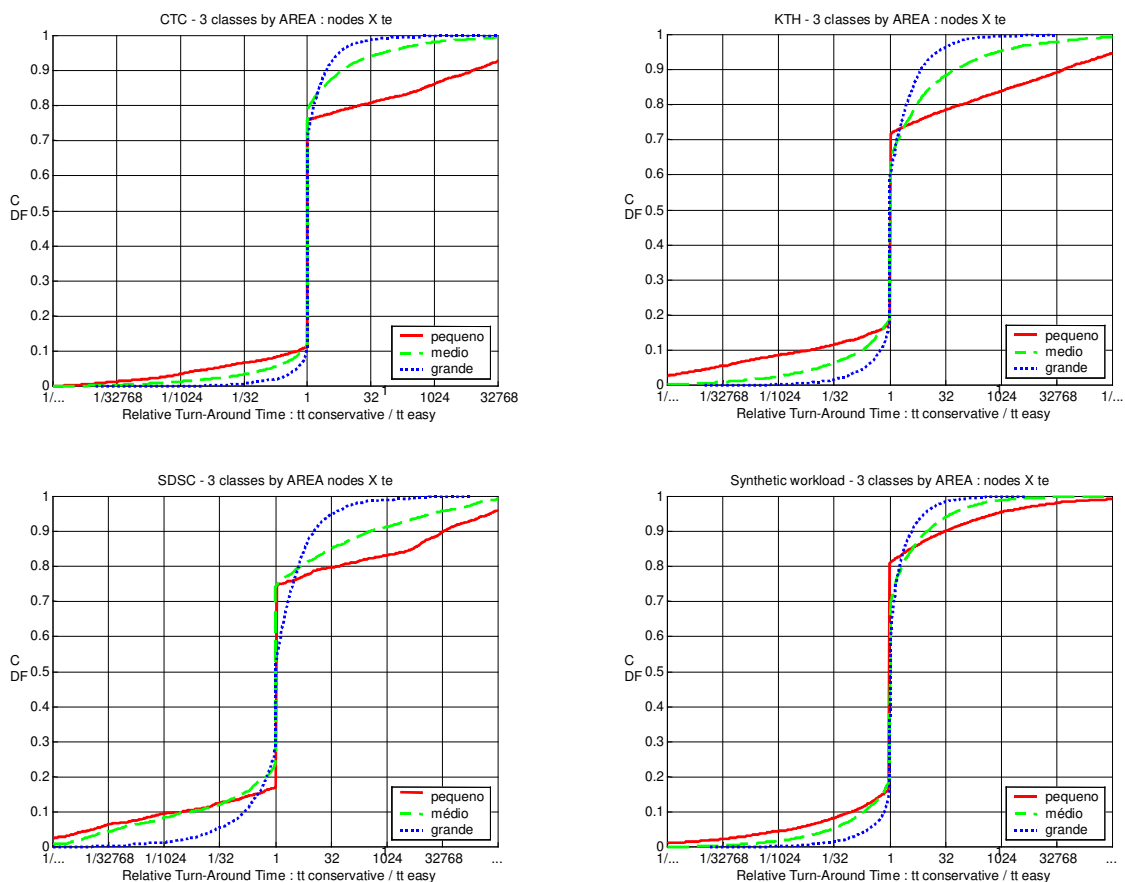 CTC - 3 classes by AREA : nodes X te
1
0.9
0.8
0.7
0.6
C
DF
0.5
0.4
0.3
0.2
0.1
0
pequeno
médio
grande
1/... 1/32768 1/1024 1/32 1 32 1024 32768
Relative Turn-Around Time : tt conservative / tt easy
KTH - 3 classes by AREA : nodes X te
1
0.9
0.8
0.7
0.6
C
DF
0.5
0.4
0.3
0.2
0.1
0
pequeno
médio
grande
1/... 1/32768 1/1024 1/32 1 32 1024 32768 1/...
Relative Turn-Around Time : tt conservative / tt easy
SDSC - 3 classes by AREA nodes X te
1
0.9
0.8
0.7
0.6
C
DF
0.5
0.4
0.3
0.2
0.1
0
pequeno
médio
grande
1/... 1/32768 1/1024 1/32 1 32 1024 32768 ...
Relative Turn-Around Time : tt conservative / tt easy
Synthetic workload - 3 classes by AREA nodes X te
1
0.9
0.8
0.7
0.6
C
DF
0.5
0.4
0.3
0.2
0.1
0
pequeno
médio
grande
1/... 1/32768 1/1024 1/32 1 32 1024 32768 ...
Relative Turn-Around Time : tt conservative / tt easy